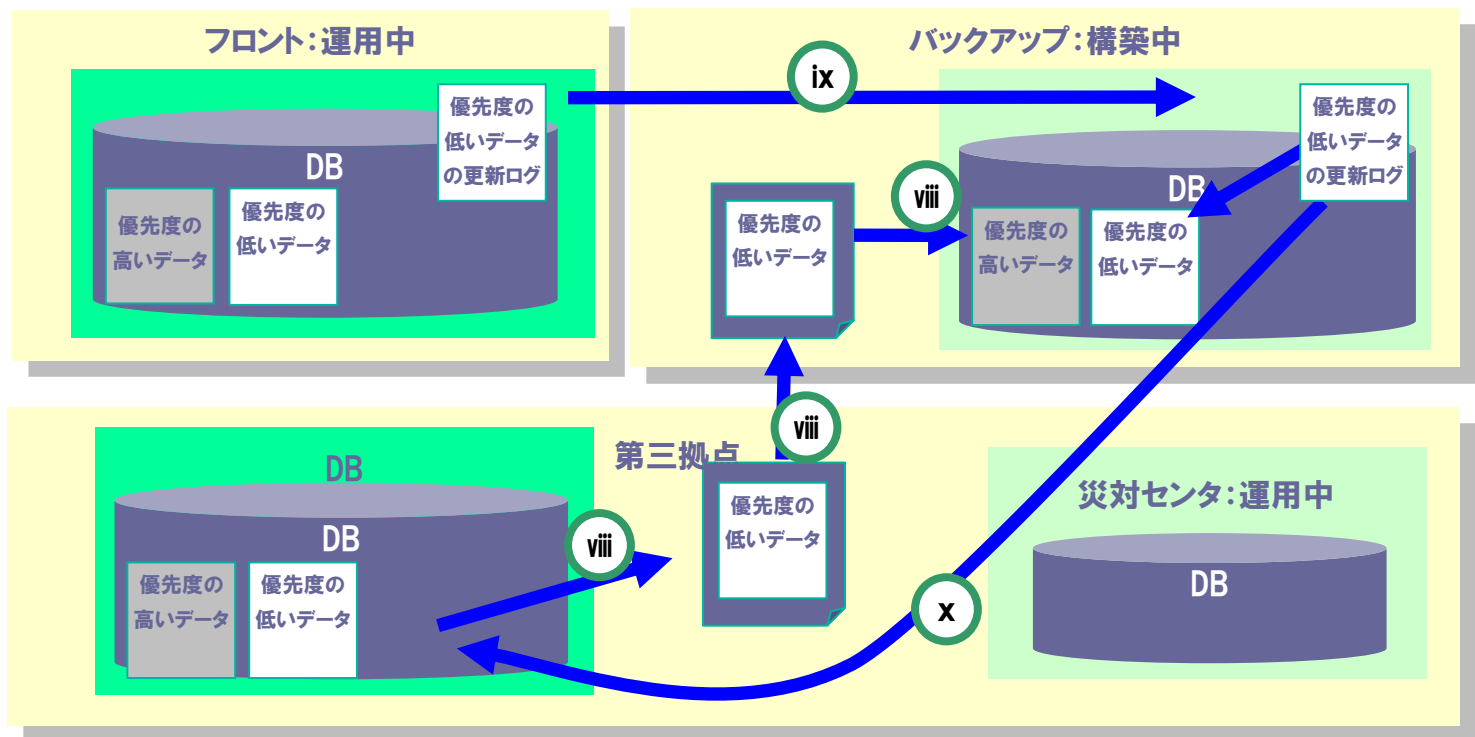 フロント：運用中
優先度の
低いデータ
の更新ログ
DB
優先度の
高いデータ
優先度の
低いデータ
バックアップ：構築中
ix
優先度の
低いデータ
の更新ログ
viii
DB
優先度の
低いデータ
優先度の
高いデータ
優先度の
低いデータ
viii
第三拠点
DB
DB
優先度の
高いデータ
優先度の
低いデータ
viii
優先度の
低いデータ
x
災対センタ：運用中
DB